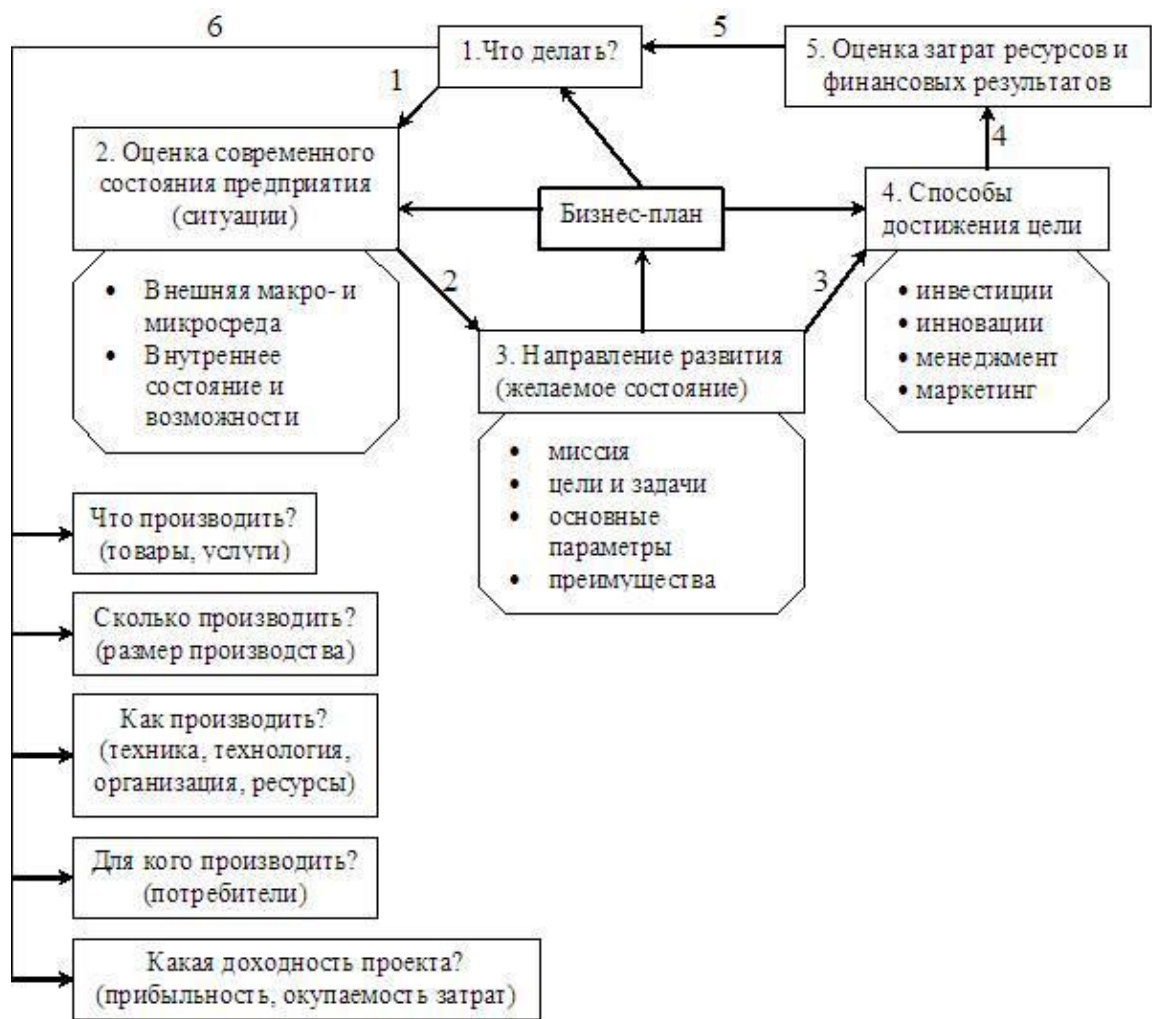 6
1.Что делать?
5
5. Оценка затрат ресурсов и
финансовых результатов
1
2. Оценка современного
состояния предприятия
(ситуации)
Бизнес-план
4
4. Способы
достижения цели
• Внешняя макро- и
микросреда
• Внутреннее
состояние и
возможности
2
3
• инвестиции
• инновации
• менеджмент
• маркетинг
3. Направление развития
(желаемое состояние)
• миссия
• цели и задачи
• основные
параметры
• преимущества
Что производить?
(товары, услуги)
Сколько производить?
(размер производства)
Как производить?
(техника, технология,
организация, ресурсы)
Для кого производить?
(потребители)
Какая доходность проекта?
(прибыльность, окупаемость затрат)